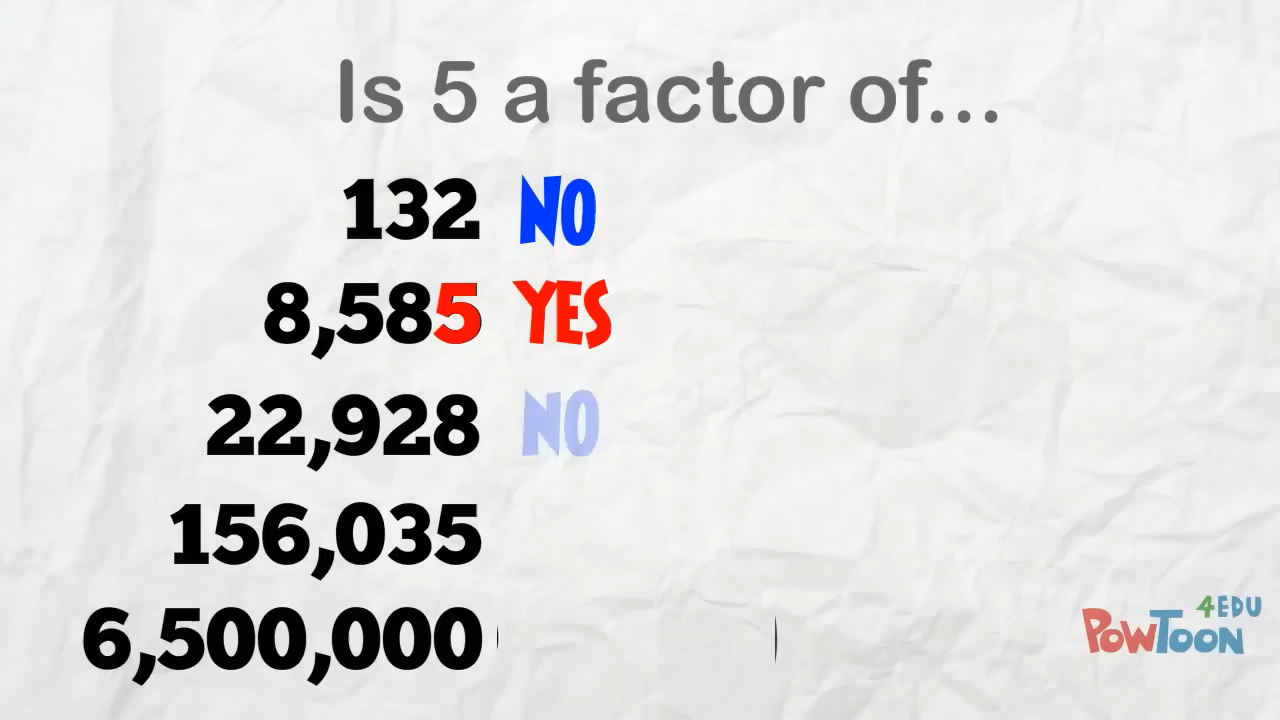 Is 5 a factor of...
132 NO
8,585 YES
22,928 NO
156,035
6,500,000
4EDU
POWTOON